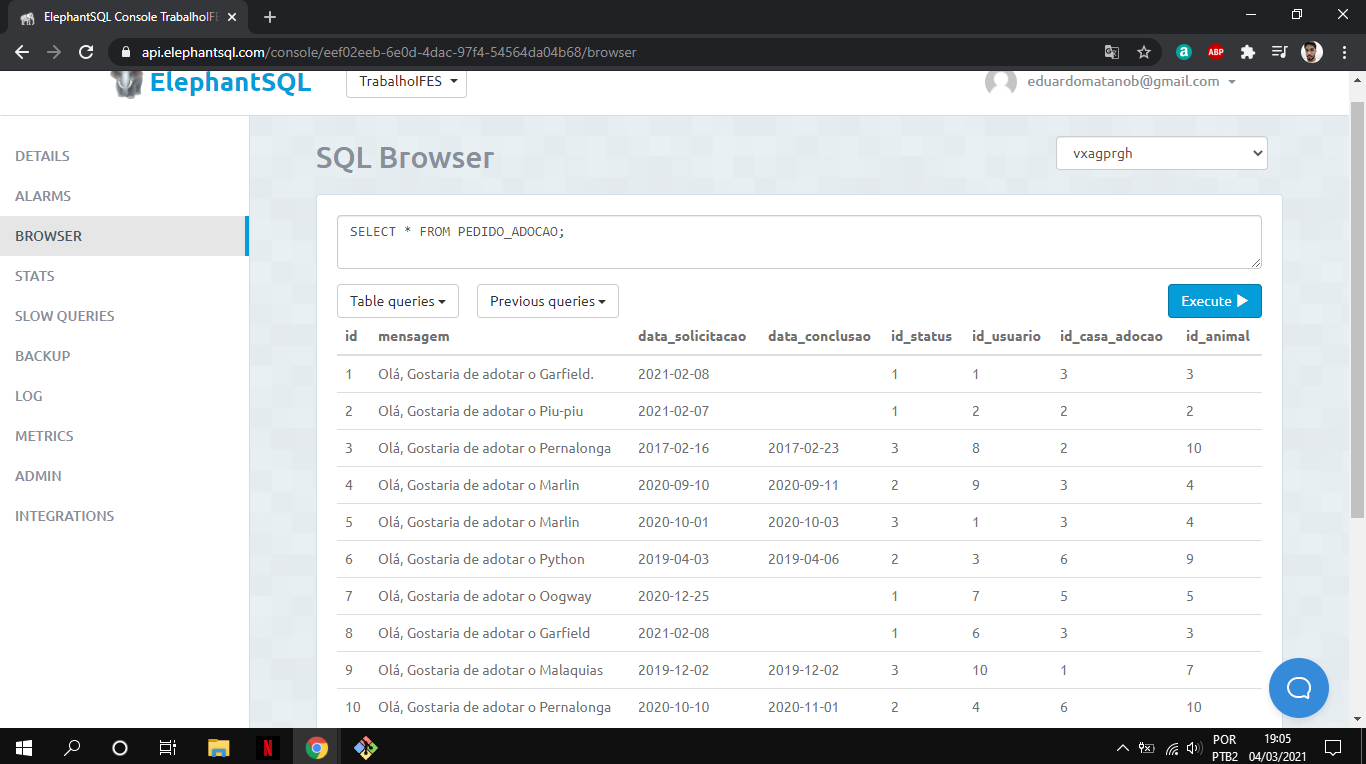 ElephantSQL Console TrabalhoIFE
api.elephantsql.com/console/eef02eeb-6e0d-4dac-97f4-54564da04b68/browser
ABP
ElephantSQL TrabalhoIFES eduardomatanob@gmail.com
DETAILS
ALARMS
BROWSER
STATS
SLOW QUERIES
BACKUP
LOG
METRICS
ADMIN
INTEGRATIONS
SQL Browser vxagprgh
SELECT * FROM PEDIDO_ADOCAO;
Table queries Previous queries Execute
id mensagem data_solicitacao data_conclusao id_status id_usuario id_casa_adocao id_animal
1 Olá, Gostaria de adotar o Garfield. 2021-02-08 1 1 3 3
2 Olá, Gostaria de adotar o Piu-piu 2021-02-07 1 2 2 2
3 Olá, Gostaria de adotar o Pernalonga 2017-02-16 2017-02-23 3 8 2 10
4 Olá, Gostaria de adotar o Marlin 2020-09-10 2020-09-11 2 9 3 4
5 Olá, Gostaria de adotar o Marlin 2020-10-01 2020-10-03 3 1 3 4
6 Olá, Gostaria de adotar o Python 2019-04-03 2019-04-06 2 3 6 9
7 Olá, Gostaria de adotar o Oogway 2020-12-25 1 7 5 5
8 Olá, Gostaria de adotar o Garfield 2021-02-08 1 6 3 3
9 Olá, Gostaria de adotar o Malaquias 2019-12-02 2019-12-02 3 10 1 7
10 Olá, Gostaria de adotar o Pernalonga 2020-10-10 2020-11-01 2 4 6 10
POR 19:05
PTB2 04/03/2021